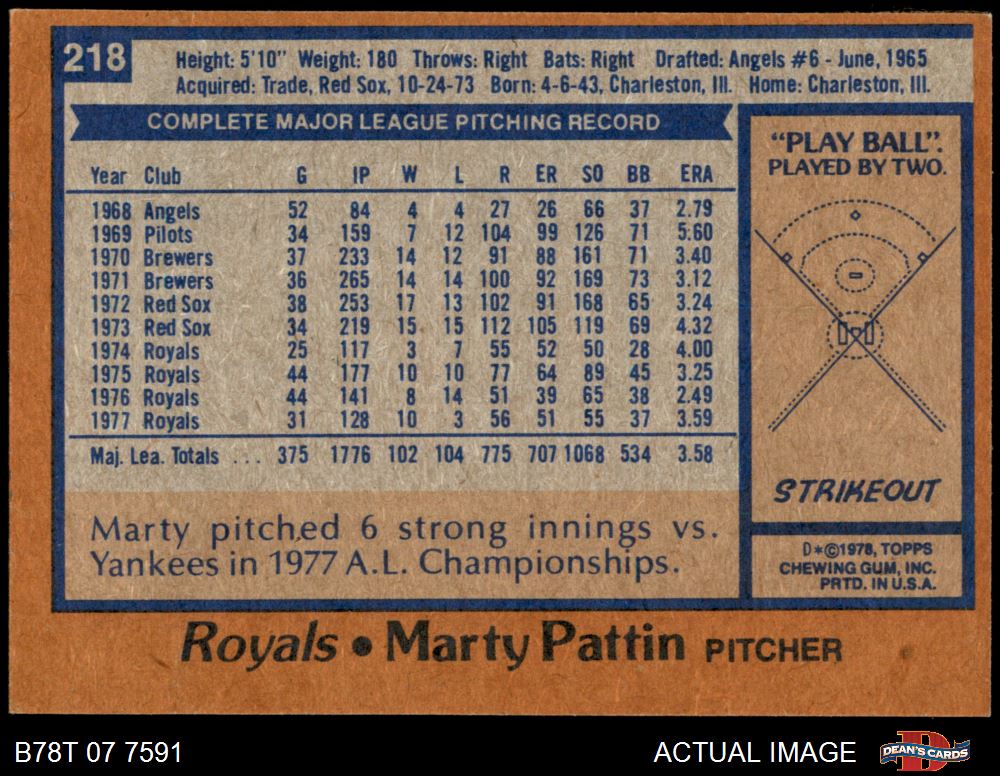 218
Height: 5'10" Weight: 180 Throws: Right Bats: Right Drafted: Angels #6 - June, 1965
Acquired: Trade, Red Sox, 10-24-73 Born: 4-6-43, Charleston, Ill. Home: Charleston, Ill.
COMPLETE MAJOR LEAGUE PITCHING RECORD
Year Club G IP W L R ER SO BB ERA
1968 Angels 52 84 4 4 27 26 66 37 2.79
1969 Pilots 34 159 7 12 104 99 126 71 5.60
1970 Brewers 37 233 14 12 91 88 161 71 3.40
1971 Brewers 36 265 14 14 100 92 169 73 3.12
1972 Red Sox 38 253 17 13 102 91 168 65 3.24
1973 Red Sox 34 219 15 15 112 105 119 69 4.32
1974 Royals 25 117 3 7 55 52 50 28 4.00
1975 Royals 44 177 10 10 77 64 89 45 3.25
1976 Royals 44 141 8 14 51 39 65 38 2.49
1977 Royals 31 128 10 3 56 51 55 37 3.59
Maj. Lea. Totals ... 375 1776 102 104 775 707 1068 534 3.58
Marty pitched 6 strong innings vs.
Yankees in 1977 A.L. Championships.
"PLAY BALL".
PLAYED BY TWO.
STRIKEOUT
D*©1978, TOPPS
CHEWING GUM, INC.
PRTD. IN U.S.A.
Royals • Marty Pattin PITCHER
B78T 07 7591
ACTUAL IMAGE
DEAN'S CARDS